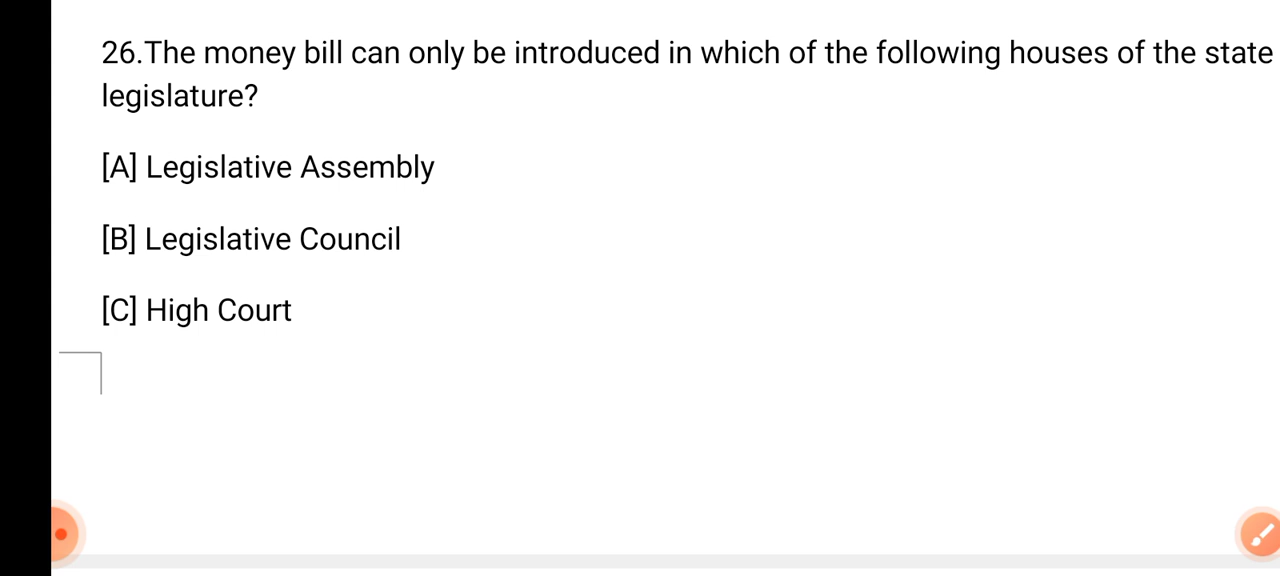 26.The money bill can only be introduced in which of the following houses of the state
legislature?
[A] Legislative Assembly
[B] Legislative Council
[C] High Court